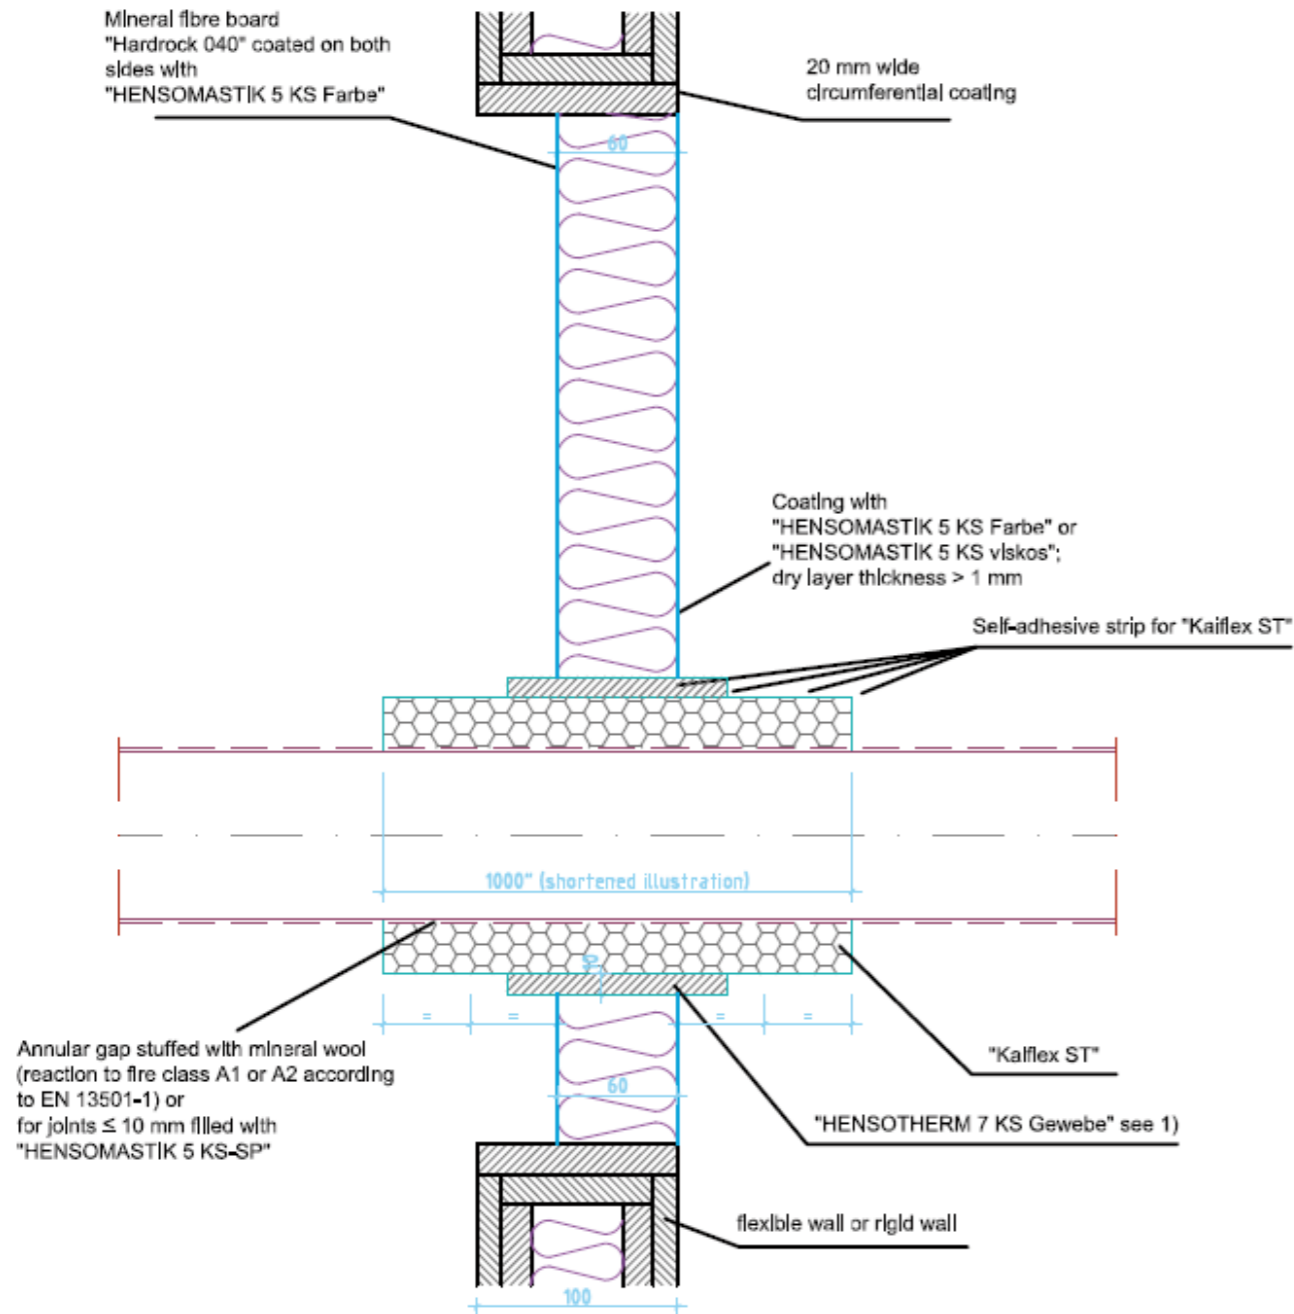 Mineral fibre board
"Hardrock 040" coated on both
sides with
"HENSOMASTIK 5 KS Farbe"
20 mm wide
circumferential coating
60
Coating with
"HENSOMASTIK 5 KS Farbe" or
"HENSOMASTIK 5 KS viskos";
dry layer thickness > 1 mm
Self-adhesive strip for "Kaiflex ST"
1000" (shortened illustration)
= = = =
Annular gap stuffed with mineral wool
(reaction to fire class A1 or A2 according
to EN 13501-1) or
for joints ≤ 10 mm filled with
"HENSOMASTIK 5 KS-SP"
"Kaiflex ST"
60
"HENSOTHERM 7 KS Gewebe" see 1)
flexible wall or rigid wall
100